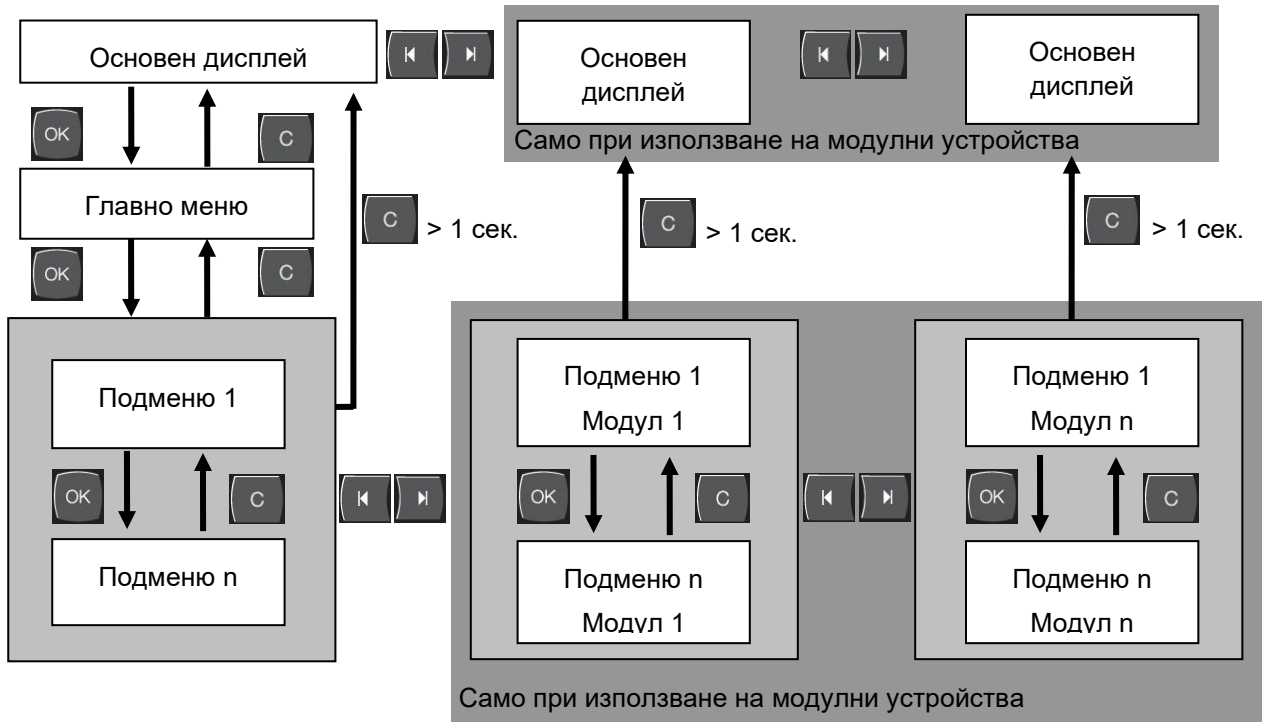 Основен дисплей
Основен
дисплей
Основен
дисплей
Само при използване на модулни устройства
OK
C
Главно меню
C > 1 сек.
C > 1 сек.
C > 1 сек.
OK
C
Подменю 1
OK
C
Подменю n
Подменю 1
Модул 1
OK
C
Подменю n
Модул 1
Подменю 1
Модул n
OK
C
Подменю n
Модул n
Само при използване на модулни устройства